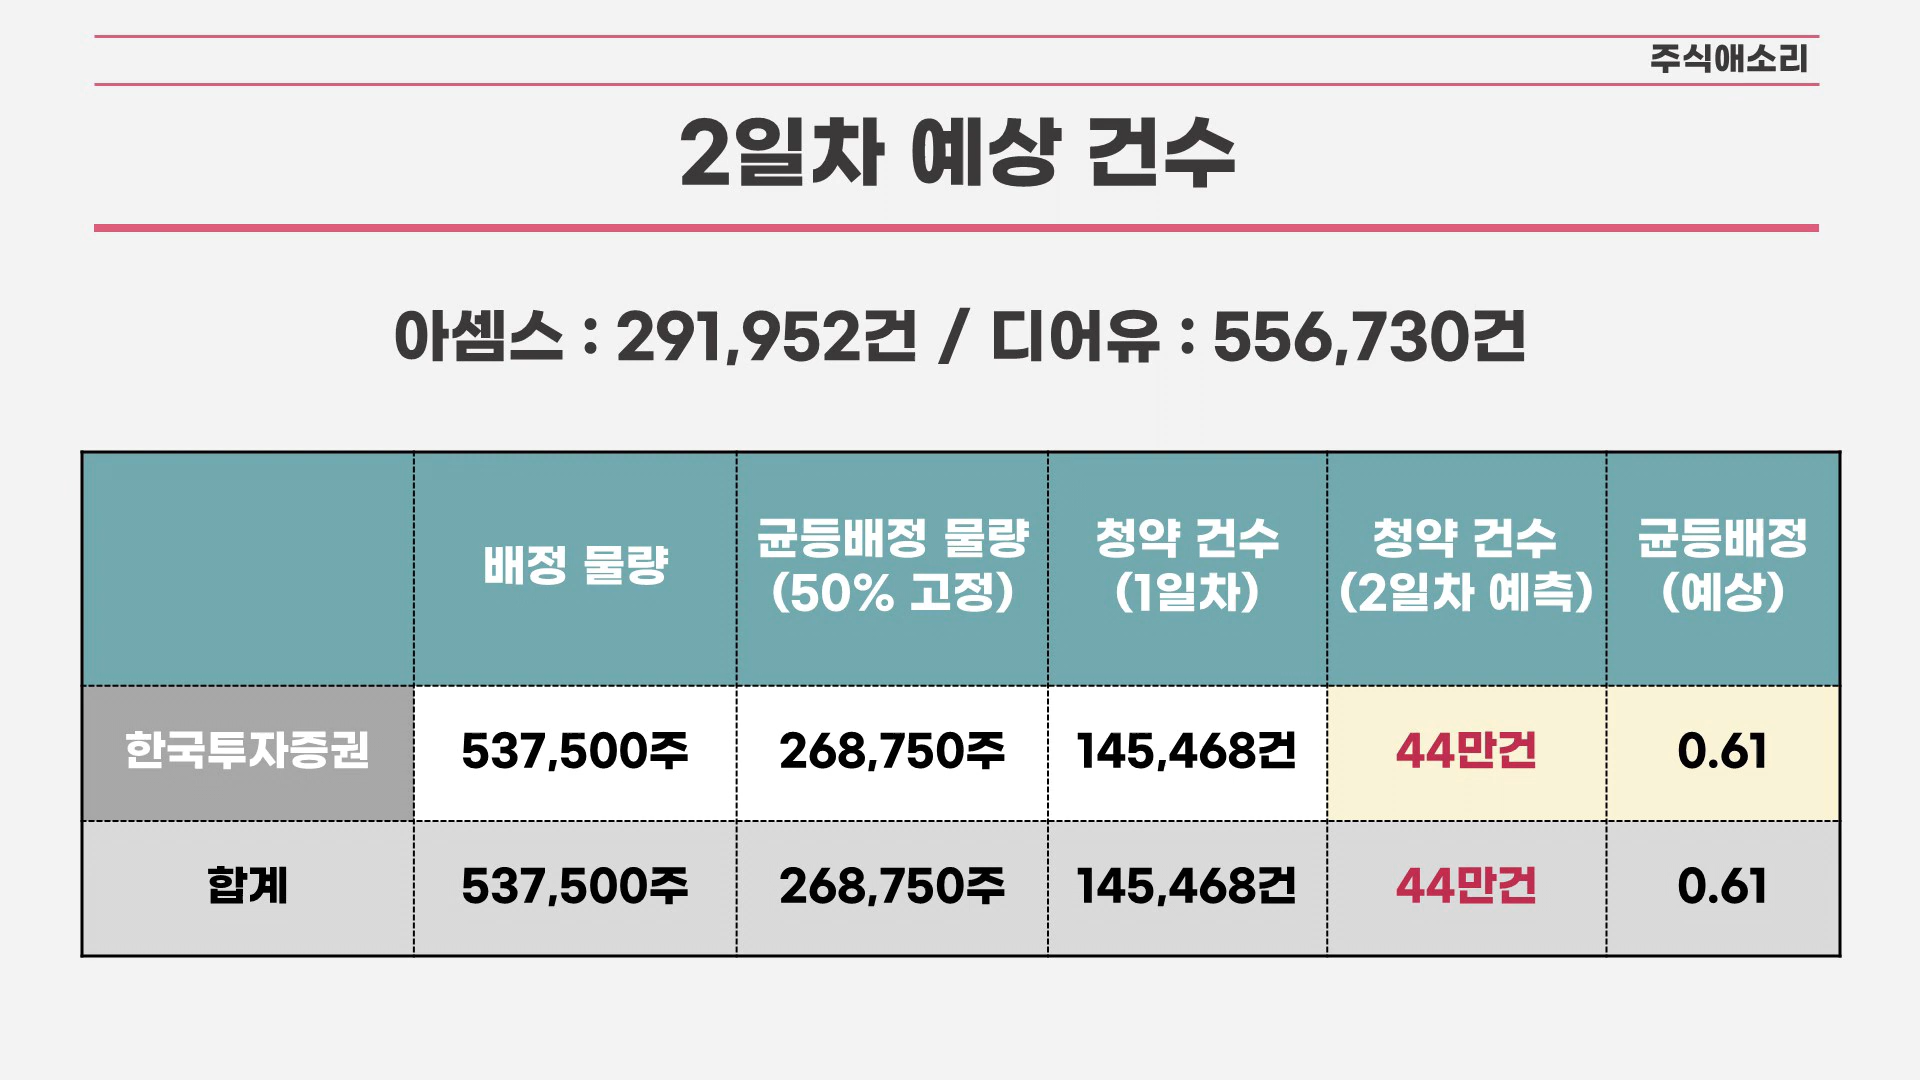 주식애소리
2일차 예상 건수
아셈스 : 291,952건 / 디어유 : 556,730건
배정 물량
균등배정 물량
(50% 고정)
청약 건수
(1일차)
청약 건수
(2일차 예측)
균등배정
(예상)
한국투자증권
537,500주
268,750주
145,468건
44만건
0.61
합계
537,500주
268,750주
145,468건
44만건
0.61